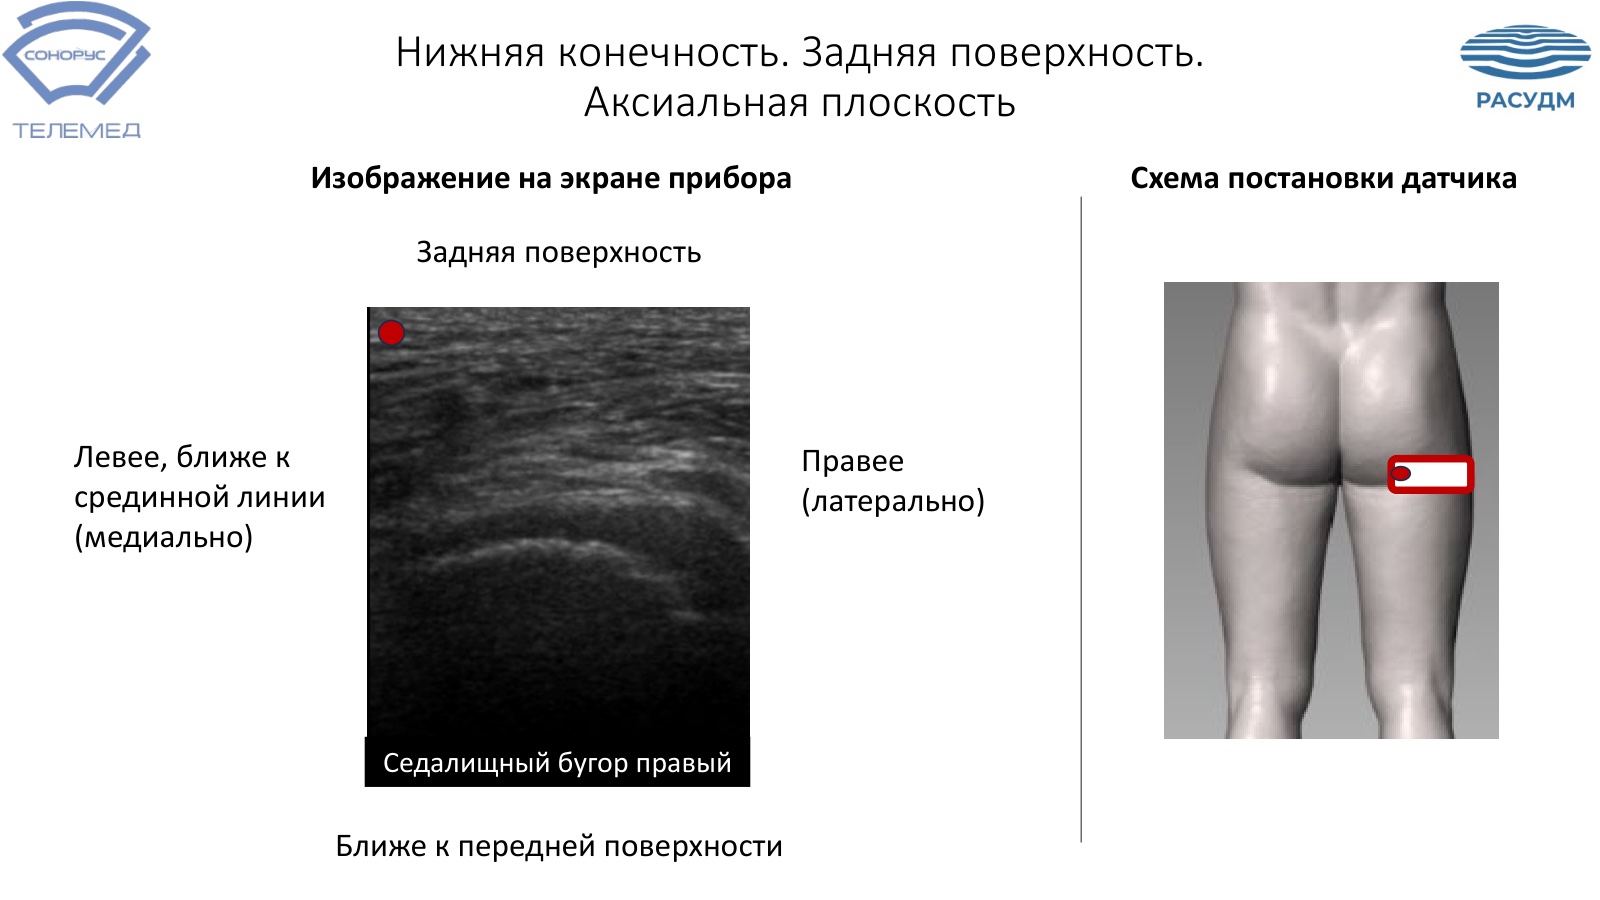 СОНОРУС
ТЕЛЕМЕД
Нижняя конечность. Задняя поверхность.
Аксиальная плоскость
РАСУДМ
Изображение на экране прибора
Схема постановки датчика
Задняя поверхность
Левее, ближе к
срединной линии
(медиально)
Правее
(латерально)
Седалищный бугор правый
Ближе к передней поверхности